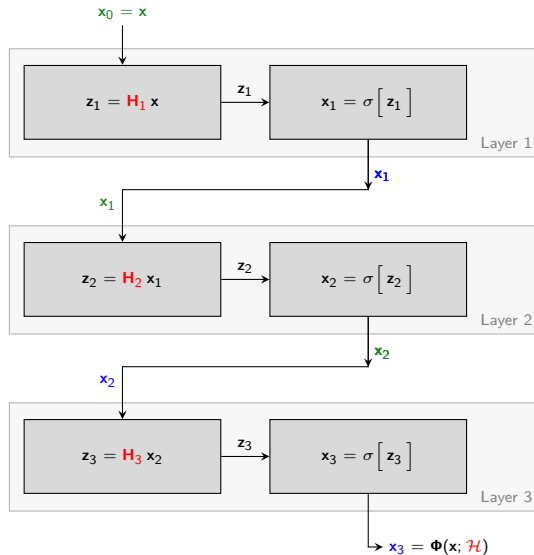 x₀ = x
z₁ = H₁ x
z₁
x₁ = σ[ z₁ ]
Layer 1
x₁
x₁
z₂ = H₂ x₁
z₂
x₂ = σ[ z₂ ]
Layer 2
x₂
x₂
z₃ = H₃ x₂
z₃
x₃ = σ[ z₃ ]
Layer 3
x₃ = Φ(x; ℋ)